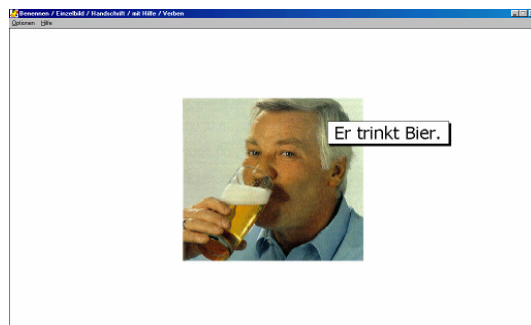 Benennen / Einzelbild / Handschrift / mit Hilfe / Verben
Optionen Hilfe
Er trinkt Bier.